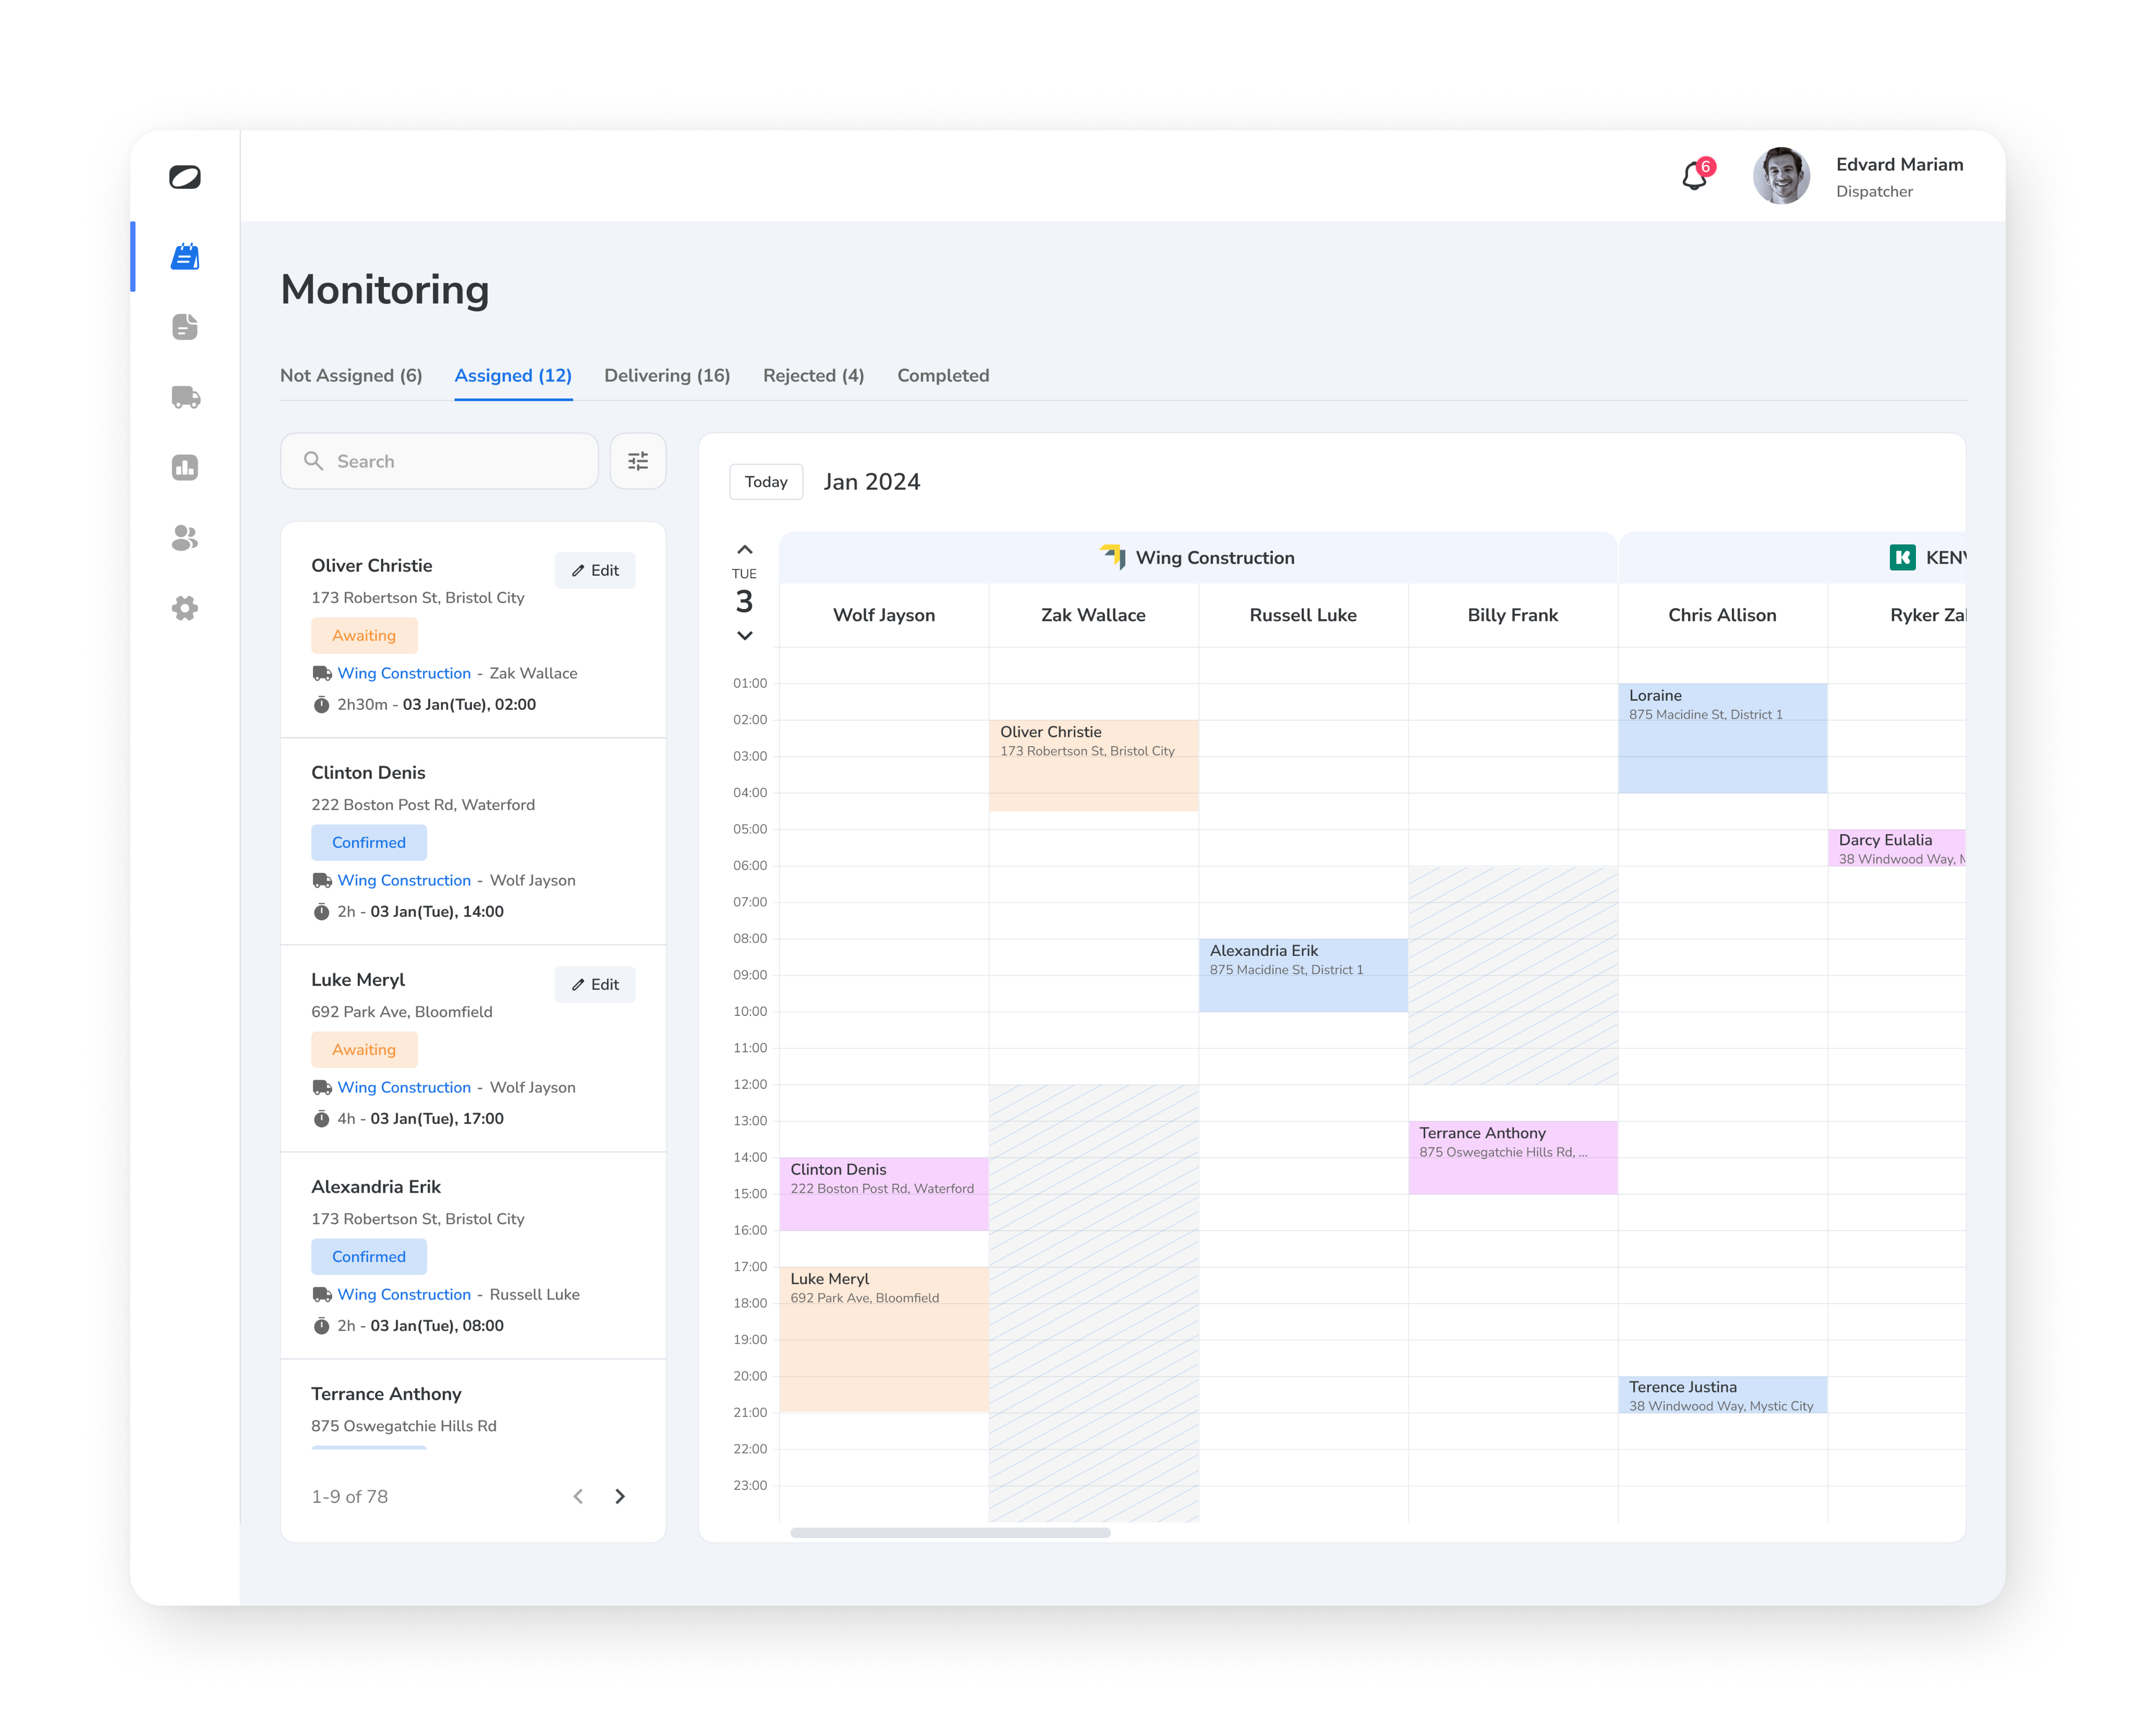 6
Edvard Mariam
Dispatcher
Monitoring
Not Assigned (6)
Assigned (12)
Delivering (16)
Rejected (4)
Completed
Search
Oliver Christie
Edit
173 Robertson St, Bristol City
Awaiting
Wing Construction - Zak Wallace
2h30m - 03 Jan(Tue), 02:00
Clinton Denis
222 Boston Post Rd, Waterford
Confirmed
Wing Construction - Wolf Jayson
2h - 03 Jan(Tue), 14:00
Luke Meryl
Edit
692 Park Ave, Bloomfield
Awaiting
Wing Construction - Wolf Jayson
4h - 03 Jan(Tue), 17:00
Alexandria Erik
173 Robertson St, Bristol City
Confirmed
Wing Construction - Russell Luke
2h - 03 Jan(Tue), 08:00
Terrance Anthony
875 Oswegatchie Hills Rd
1-9 of 78
Today
Jan 2024
TUE
3
Wing Construction
K
Wolf Jayson
Zak Wallace
Russell Luke
Billy Frank
Chris Allison
Ryker
01:00
02:00
03:00
04:00
05:00
06:00
07:00
08:00
09:00
10:00
11:00
12:00
13:00
14:00
15:00
16:00
17:00
18:00
19:00
20:00
21:00
22:00
23:00
Clinton Denis
222 Boston Post Rd, Waterford
Luke Meryl
692 Park Ave, Bloomfield
Oliver Christie
173 Robertson St, Bristol City
Alexandria Erik
875 Macidine St, District 1
Terrance Anthony
875 Oswegatchie Hills Rd, ...
Loraine
875 Macidine St, District 1
Terence Justina
38 Windwood Way, Mystic City
Darcy Eulalia
38 Windwood Way,